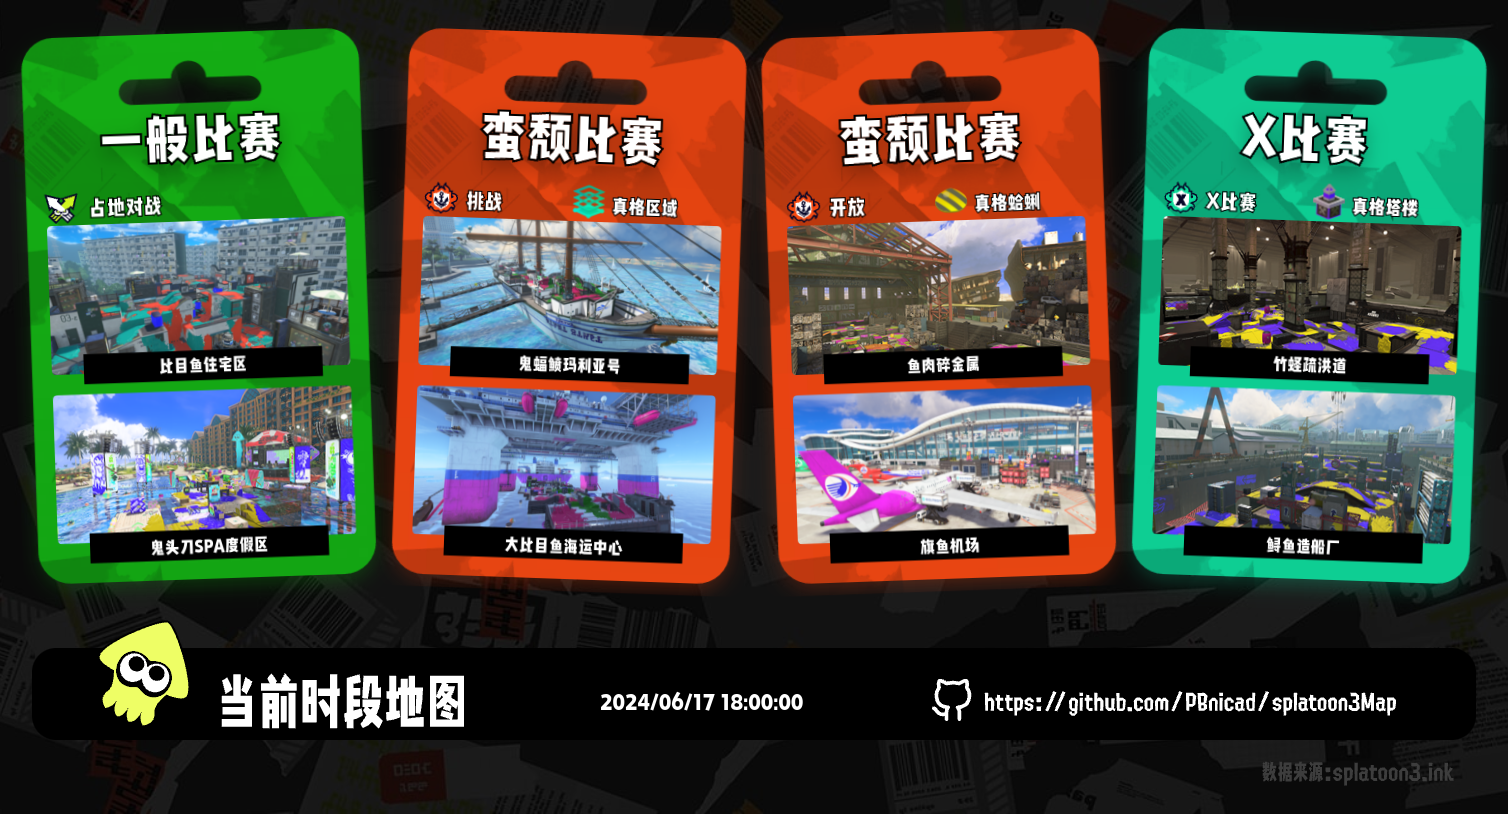 一般比赛
占地对战
比目鱼住宅区
鬼头刀SPA度假区
蛮颓比赛
挑战
真格区域
鬼蝠鲼玛利亚号
大比目鱼海运中心
蛮颓比赛
开放
真格蛤蜊
鱼肉碎金属
旗鱼机场
X比赛
X比赛
真格塔楼
竹蛏疏洪道
鲟鱼造船厂
当前时段地图
2024/06/17 18:00:00
https://github.com/PBnicad/splatoon3Map
数据来源:splatoon3.ink